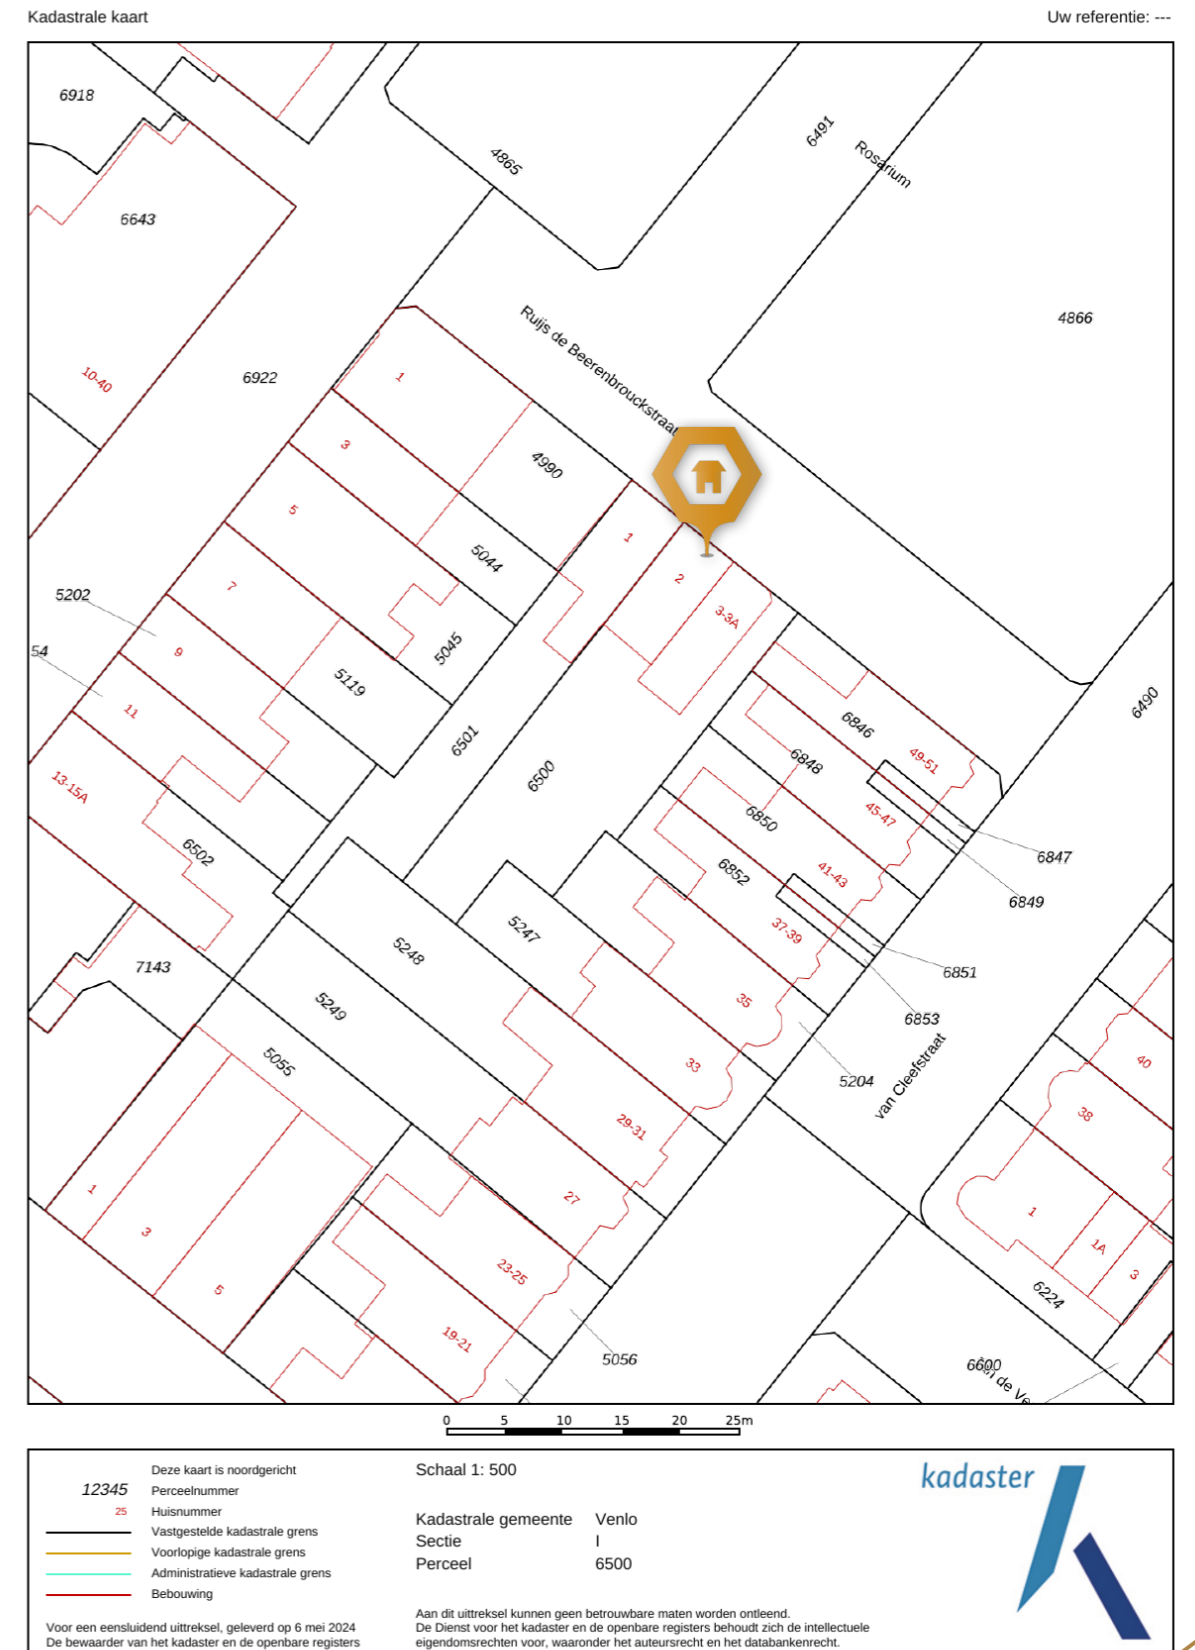 Kadastrale kaart
Uw referentie: ---
6918
6491
Rosarium
4865
6643
4866
Ruijs de Beerenbrouckstraat
10-40
6922
1
3
4990
5
1
5044
2
7
5202
3-3A
5045
54
9
5119
6490
11
6846
6501
49-51
6848
6500
13-15A
45-47
6850
6502
6847
6852
41-43
6849
5247
37-39
5248
7143
6851
35
5249
6853
van Cleefstraat
5055
33
40
5204
38
29-31
1
27
1
3
1A
23-25
3
5
6224
19-21
5056
6600
de Ve
0 5 10 15 20 25m
Deze kaart is noordgericht
12345 Perceelnummer
25 Huisnummer
Vastgestelde kadastrale grens
Voorlopige kadastrale grens
Administratieve kadastrale grens
Bebouwing
Voor een eensluidend uittreksel, geleverd op 6 mei 2024
De bewaarder van het kadaster en de openbare registers
Schaal 1: 500
Kadastrale gemeente Venlo
Sectie I
Perceel 6500
Aan dit uittreksel kunnen geen betrouwbare maten worden ontleend.
De Dienst voor het kadaster en de openbare registers behoudt zich de intellectuele
eigendomsrechten voor, waaronder het auteursrecht en het databankenrecht.
kadaster